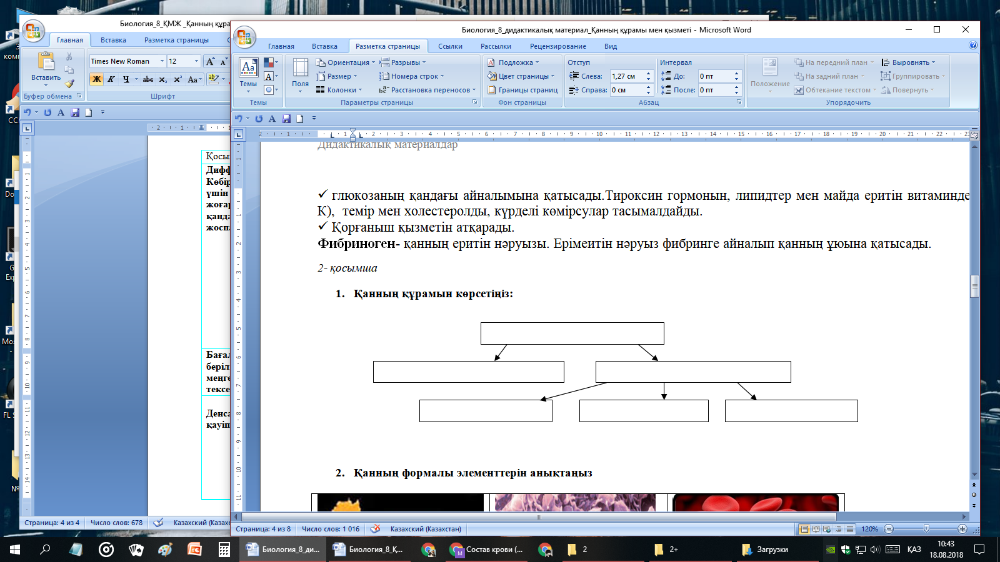 Биология_8_ҚМЖ _Қанның құра
Биология_8_дидактикалық материал_Қанның құрамы мен қызметі - Microsoft Word
Главная Вставка Разметка страницы
Главная Вставка Разметка страницы Ссылки Рассылки Рецензирование Вид
Times New Roman 12
Вставить
Ж К Ч abc x₂ x² Aa ab
Буфер обмена Шрифт
Темы Поля Ориентация Разрывы Подложка Отступ Интервал На передний план Выровнять
Размер Номера строк Цвет страницы Слева: 1,27 см До: 0 пт Положение На задний план Группировать
Колонки Расстановка переносов Границы страниц Справа: 0 см После: 0 пт Обтекание текстом Повернуть
Темы Параметры страницы Фон страницы Абзац Упорядочить
Қосы
Дифф
Көбір
үшін
жоғар
қанда
жоспа
Баға
беріл
меңге
тексе
Денса
қауіп
Дидактикалық материалдар
✓ глюкозаның қандағы айналымына қатысады.Тироксин гормонын, липидтер мен майда еритін витаминде
К), темір мен холестеролды, күрделі көмірсулар тасымалдайды.
✓ Қорғаныш қызметін атқарады.
Фибриноген- қанның еритін нәруызы. Ерімеитін нәруыз фибринге айналып қанның ұюына қатысады.
2- қосымша
1. Қанның құрамын көрсетіңіз:
2. Қанның формалы элементтерін анықтаңыз
Страница: 4 из 4 Число слов: 678 Казахский (Казахс
Страница: 4 из 8 Число слов: 1 016 Казахский (Казахстан) 120%
Биология_8_ди... Биология_8_Қ... Состав крови (... 2 2+ Загрузки ҚАЗ 10:43
18.08.2018